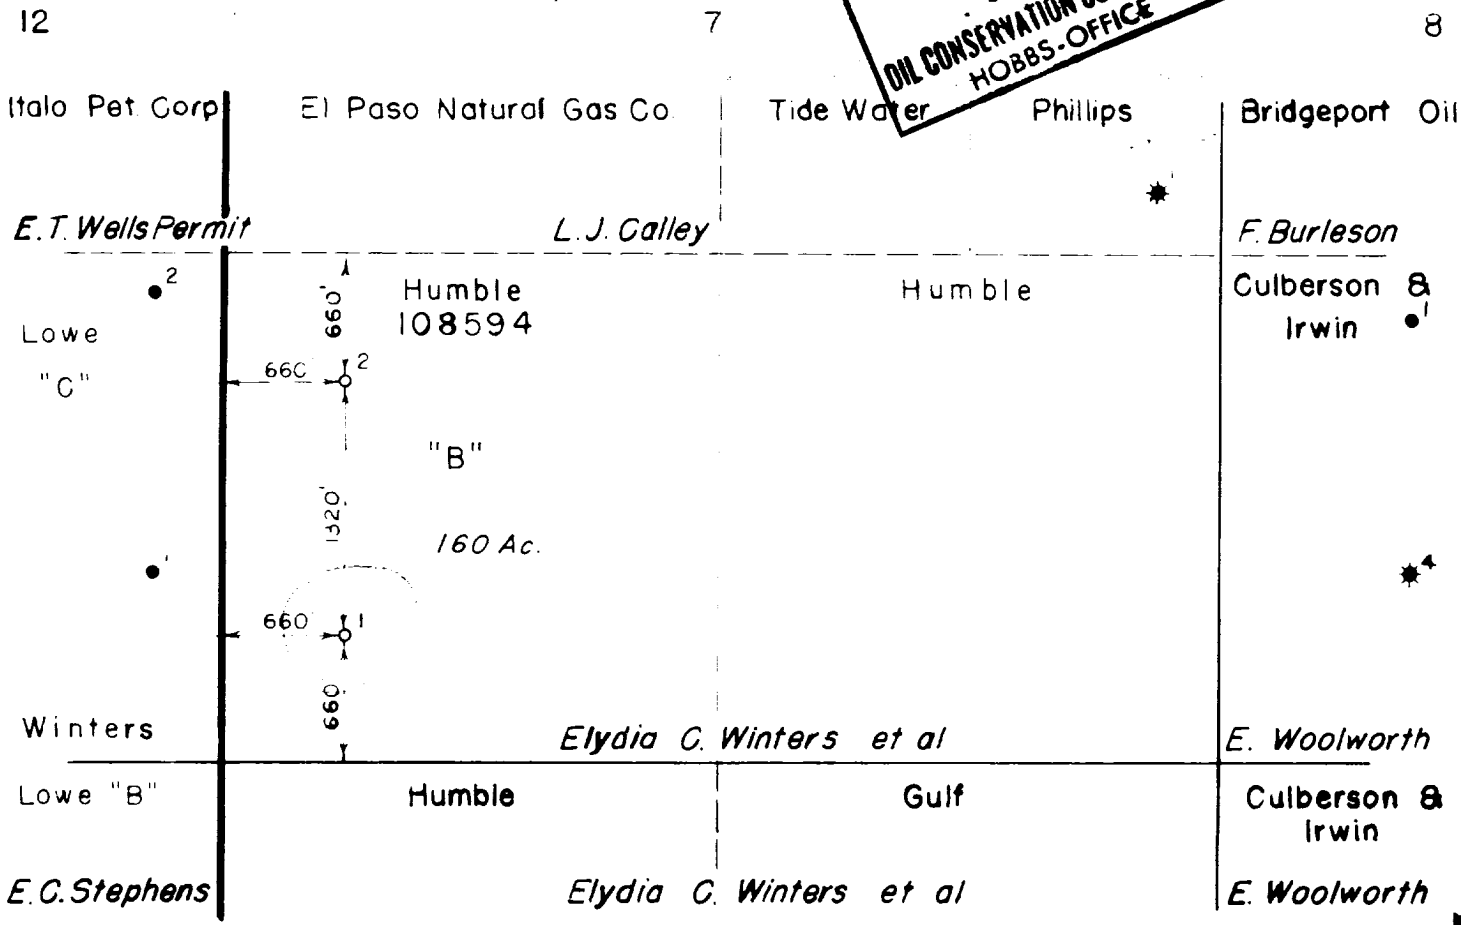 12
7
8
OIL CONSERVATION
HOBBS-OFFICE
Italo Pet. Corp
El Paso Natural Gas Co.
Tide Water
Phillips
Bridgeport Oil
1
E.T. Wells Permit
L.J. Calley
F. Burleson
2
Lowe
"C"
660'
Humble
108594
Humble
Culberson &
Irwin
1
660
2
"B"
1320'
160 Ac.
1
4
660
1
660
Winters
Elydia C. Winters et al
E. Woolworth
Lowe "B"
Humble
Gulf
Culberson &
Irwin
E.C. Stephens
Elydia C. Winters et al
E. Woolworth